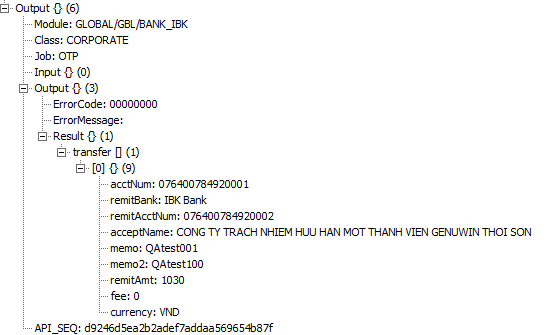 Output {} (6)
Module: GLOBAL/GBL/BANK_IBK
Class: CORPORATE
Job: OTP
Input {} (0)
Output {} (3)
ErrorCode: 00000000
ErrorMessage:
Result {} (1)
transfer [] (1)
[0] {} (9)
acctNum: 076400784920001
remitBank: IBK Bank
remitAcctNum: 076400784920002
acceptName: CONG TY TRACH NHIEM HUU HAN MOT THANH VIEN GENUWIN THOI SON
memo: QAtest001
memo2: QAtest100
remitAmt: 1030
fee: 0
currency: VND
API_SEQ: d9246d5ea2b2adef7addaa569654b87f